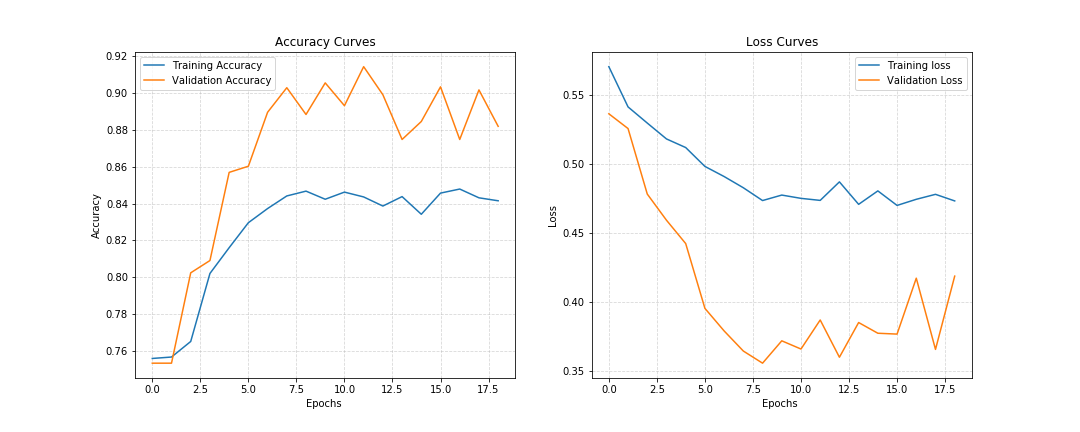 Accuracy Curves
Training Accuracy
Validation Accuracy
Accuracy
0.92
0.90
0.88
0.86
0.84
0.82
0.80
0.78
0.76
0.0 2.5 5.0 7.5 10.0 12.5 15.0 17.5
Epochs
Loss Curves
Training loss
Validation Loss
Loss
0.55
0.50
0.45
0.40
0.35
0.0 2.5 5.0 7.5 10.0 12.5 15.0 17.5
Epochs